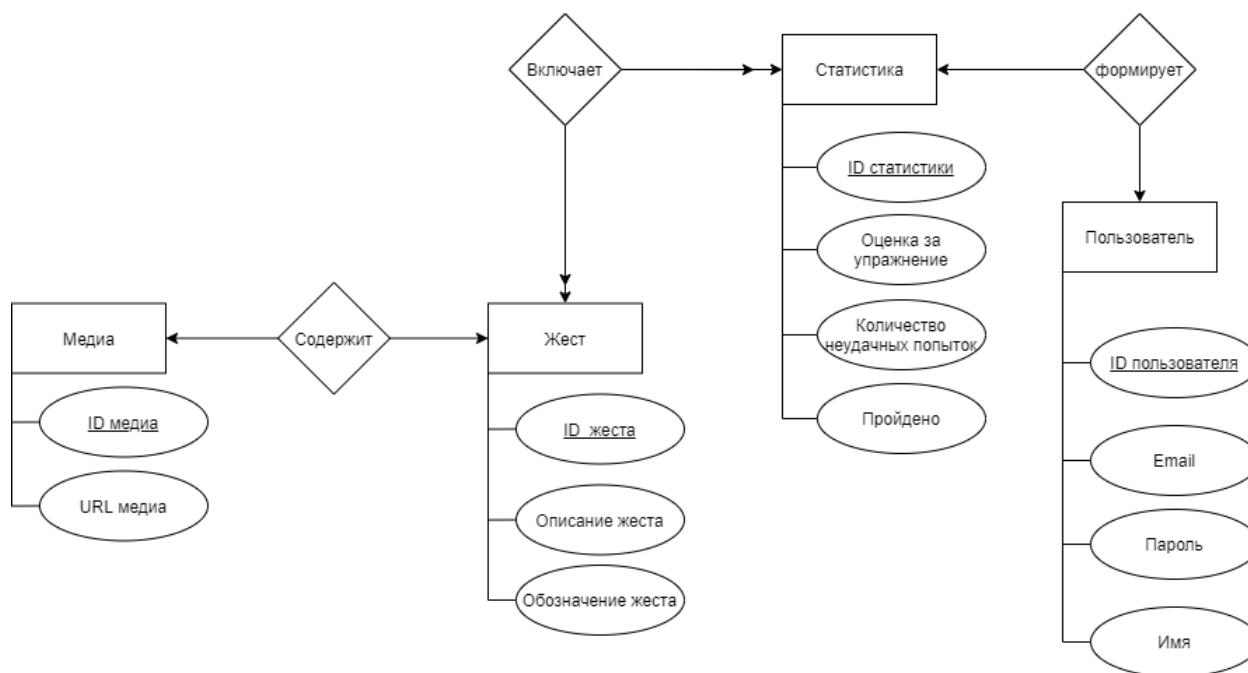 Включает
Статистика
формирует
ID статистики
Оценка за
упражнение
Количество
неудачных попыток
Пройдено
Пользователь
ID пользователя
Email
Пароль
Имя
Медиа
Содержит
Жест
ID медиа
URL медиа
ID жеста
Описание жеста
Обозначение жеста